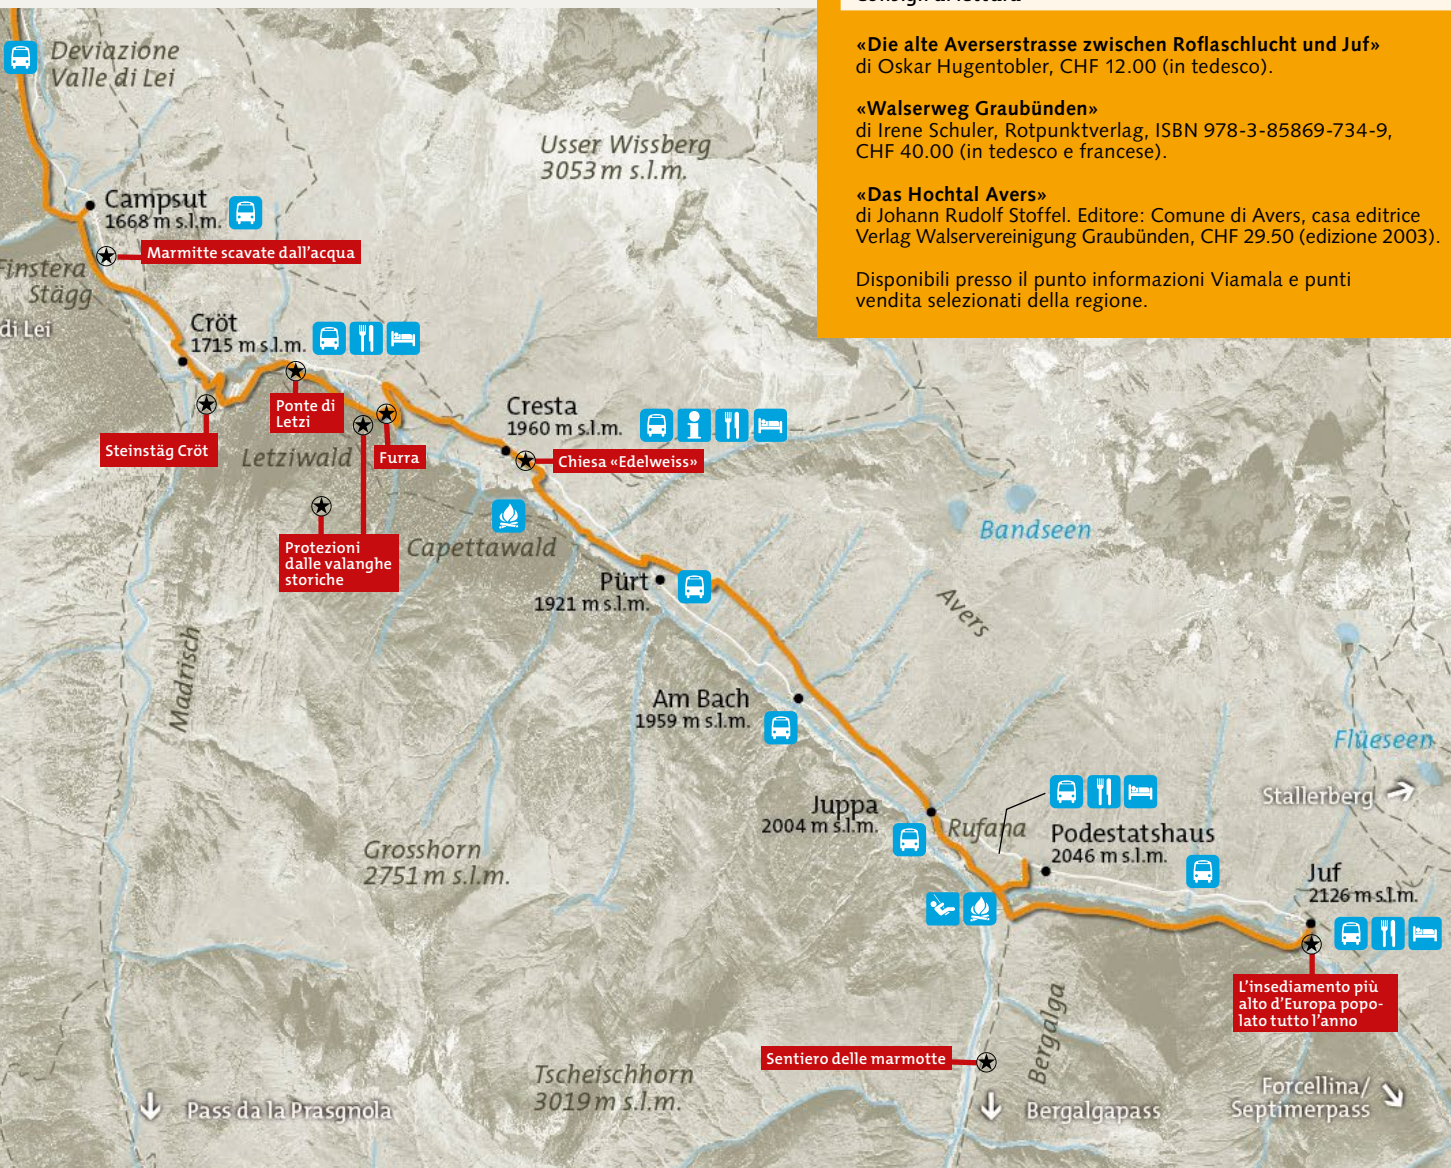 Consigli di lettura
«Die alte Averserstrasse zwischen Roflaschlucht und Juf»
di Oskar Hugentobler, CHF 12.00 (in tedesco).
«Walserweg Graubünden»
di Irene Schuler, Rotpunktverlag, ISBN 978-3-85869-734-9,
CHF 40.00 (in tedesco e francese).
«Das Hochtal Avers»
di Johann Rudolf Stoffel. Editore: Comune di Avers, casa editrice
Verlag Walservereinigung Graubünden, CHF 29.50 (edizione 2003).
Disponibili presso il punto informazioni Viamala e punti
vendita selezionati della regione.
Deviazione
Valle di Lei
Usser Wissberg
3053 m s.l.m.
Campsut
1668 m s.l.m.
Marmitte scavate dall'acqua
Finstera
Stägg
di Lei
Cröt
1715 m s.l.m.
Ponte di
Letzi
Steinstäg Cröt
Letziwald
Furra
Cresta
1960 m s.l.m.
Chiesa «Edelweiss»
Protezioni
dalle valanghe
storiche
Capettawald
Bandseen
Pürt
1921 m s.l.m.
Avers
Madrisch
Am Bach
1959 m s.l.m.
Flüeseen
Stallerberg
Juppa
2004 m s.l.m.
Rufana
Podestatshaus
2046 m s.l.m.
Grosshorn
2751 m s.l.m.
Juf
2126 m s.l.m.
L'insediamento più
alto d'Europa popo-
lato tutto l'anno
Bergalga
Sentiero delle marmotte
Tscheischhorn
3019 m s.l.m.
Pass da la Prasgnola
Bergalgapass
Forcellina/
Septimerpass